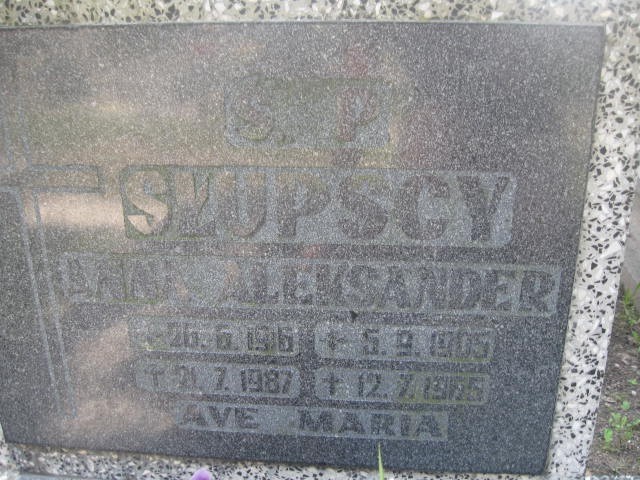 Ś. P
SŁUPSCY
ANNA ALEKSANDER
* 26. 6. 1916 * 5. 9. 1905
† 21. 7. 1987 † 12. 7. 1965
AVE MARIA